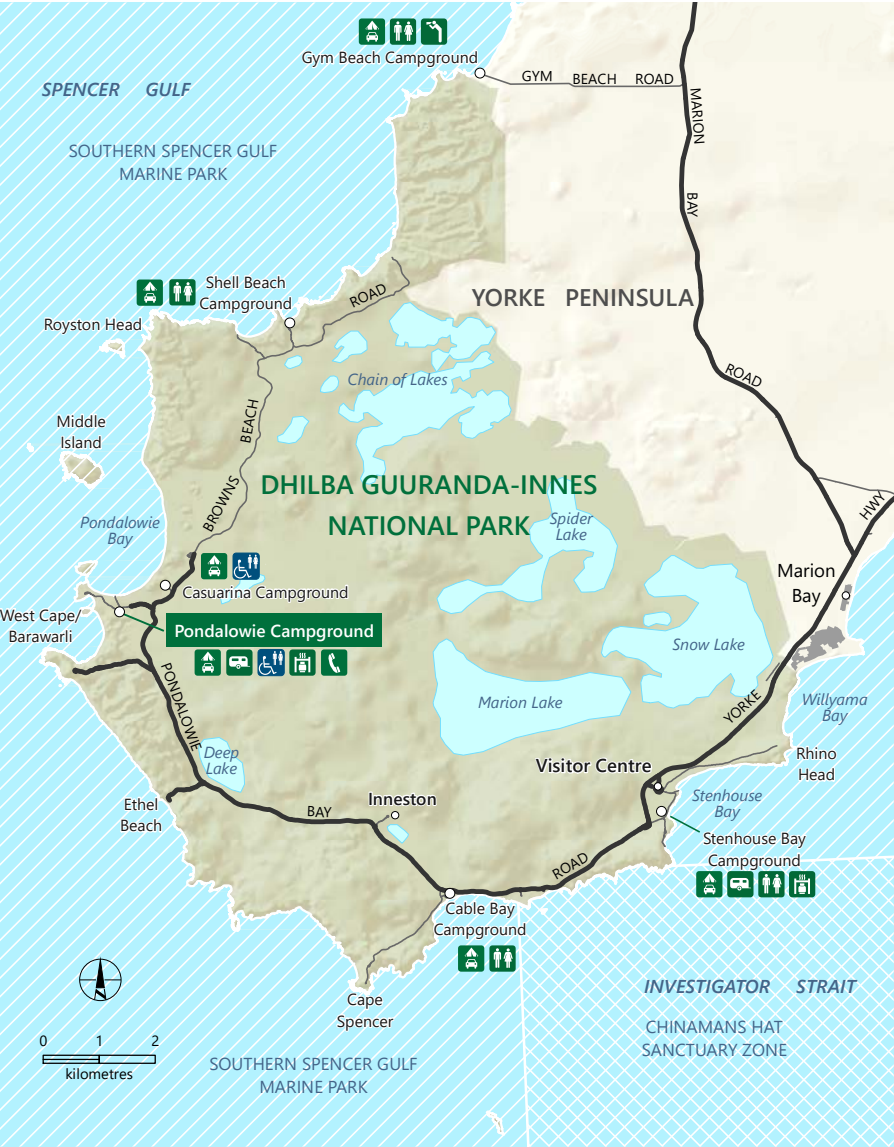 Gym Beach Campground
GYM BEACH ROAD
SPENCER GULF
MARION
SOUTHERN SPENCER GULF
MARINE PARK
BAY
Shell Beach
Campground
ROAD
YORKE PENINSULA
Royston Head
ROAD
Chain of Lakes
BEACH
Middle
Island
DHILBA GUURANDA-INNES
NATIONAL PARK
BROWNS
HWY
Pondalowie
Bay
Spider
Lake
Marion
Bay
Casuarina Campground
West Cape/
Barawarli
Pondalowie Campground
Snow Lake
PONDALOWIE
Marion Lake
YORKE
Willyama
Bay
Deep
Lake
Visitor Centre
Rhino
Head
Ethel
Beach
BAY
Inneston
Stenhouse
Bay
Stenhouse Bay
Campground
ROAD
Cable Bay
Campground
Cape
Spencer
INVESTIGATOR STRAIT
CHINAMANS HAT
SANCTUARY ZONE
0 1 2
kilometres
SOUTHERN SPENCER GULF
MARINE PARK